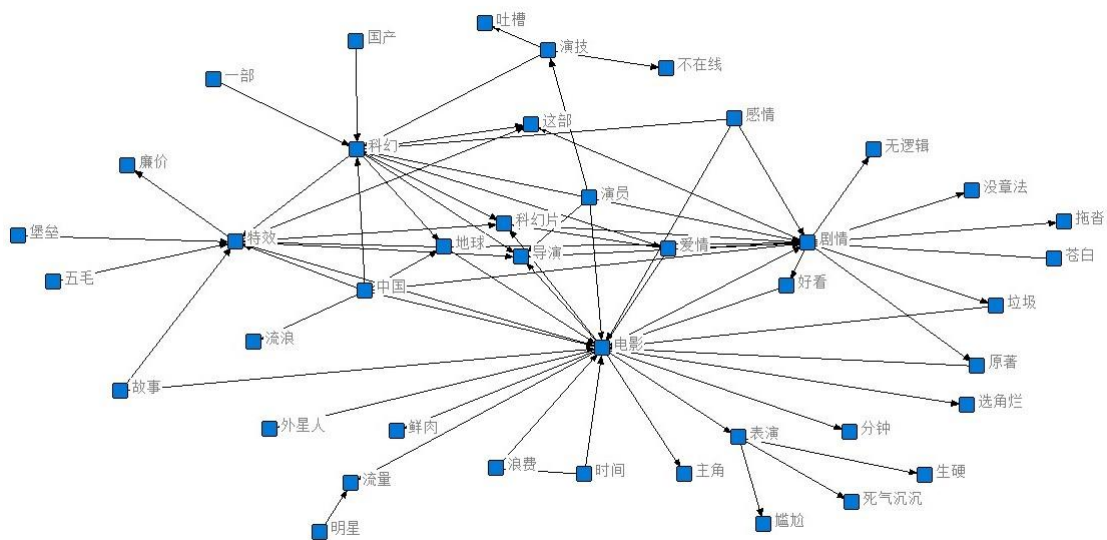 吐槽
国产
演技
不在线
一部
这部
感情
科幻
无逻辑
廉价
没章法
演员
拖沓
科幻片
堡垒
特效
地球
导演
爱情
剧情
苍白
五毛
中国
好看
垃圾
流浪
电影
原著
故事
选角烂
外星人
鲜肉
表演
分钟
浪费
时间
主角
生硬
流量
死气沉沉
明星
尴尬